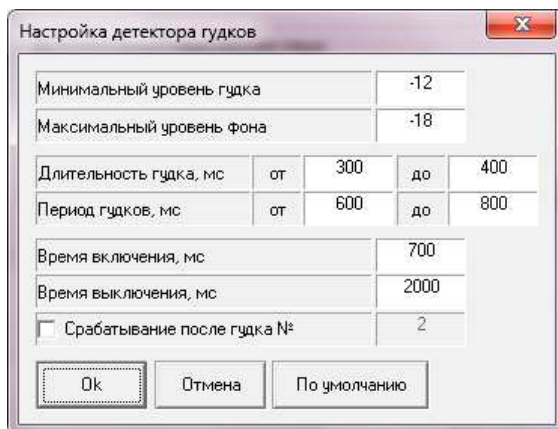 Настройка детектора гудков
Минимальный уровень гудка -12
Максимальный уровень фона -18
Длительность гудка, мс от 300 до 400
Период гудков, мс от 600 до 800
Время включения, мс 700
Время выключения, мс 2000
Срабатывание после гудка № 2
Ok Отмена По умолчанию